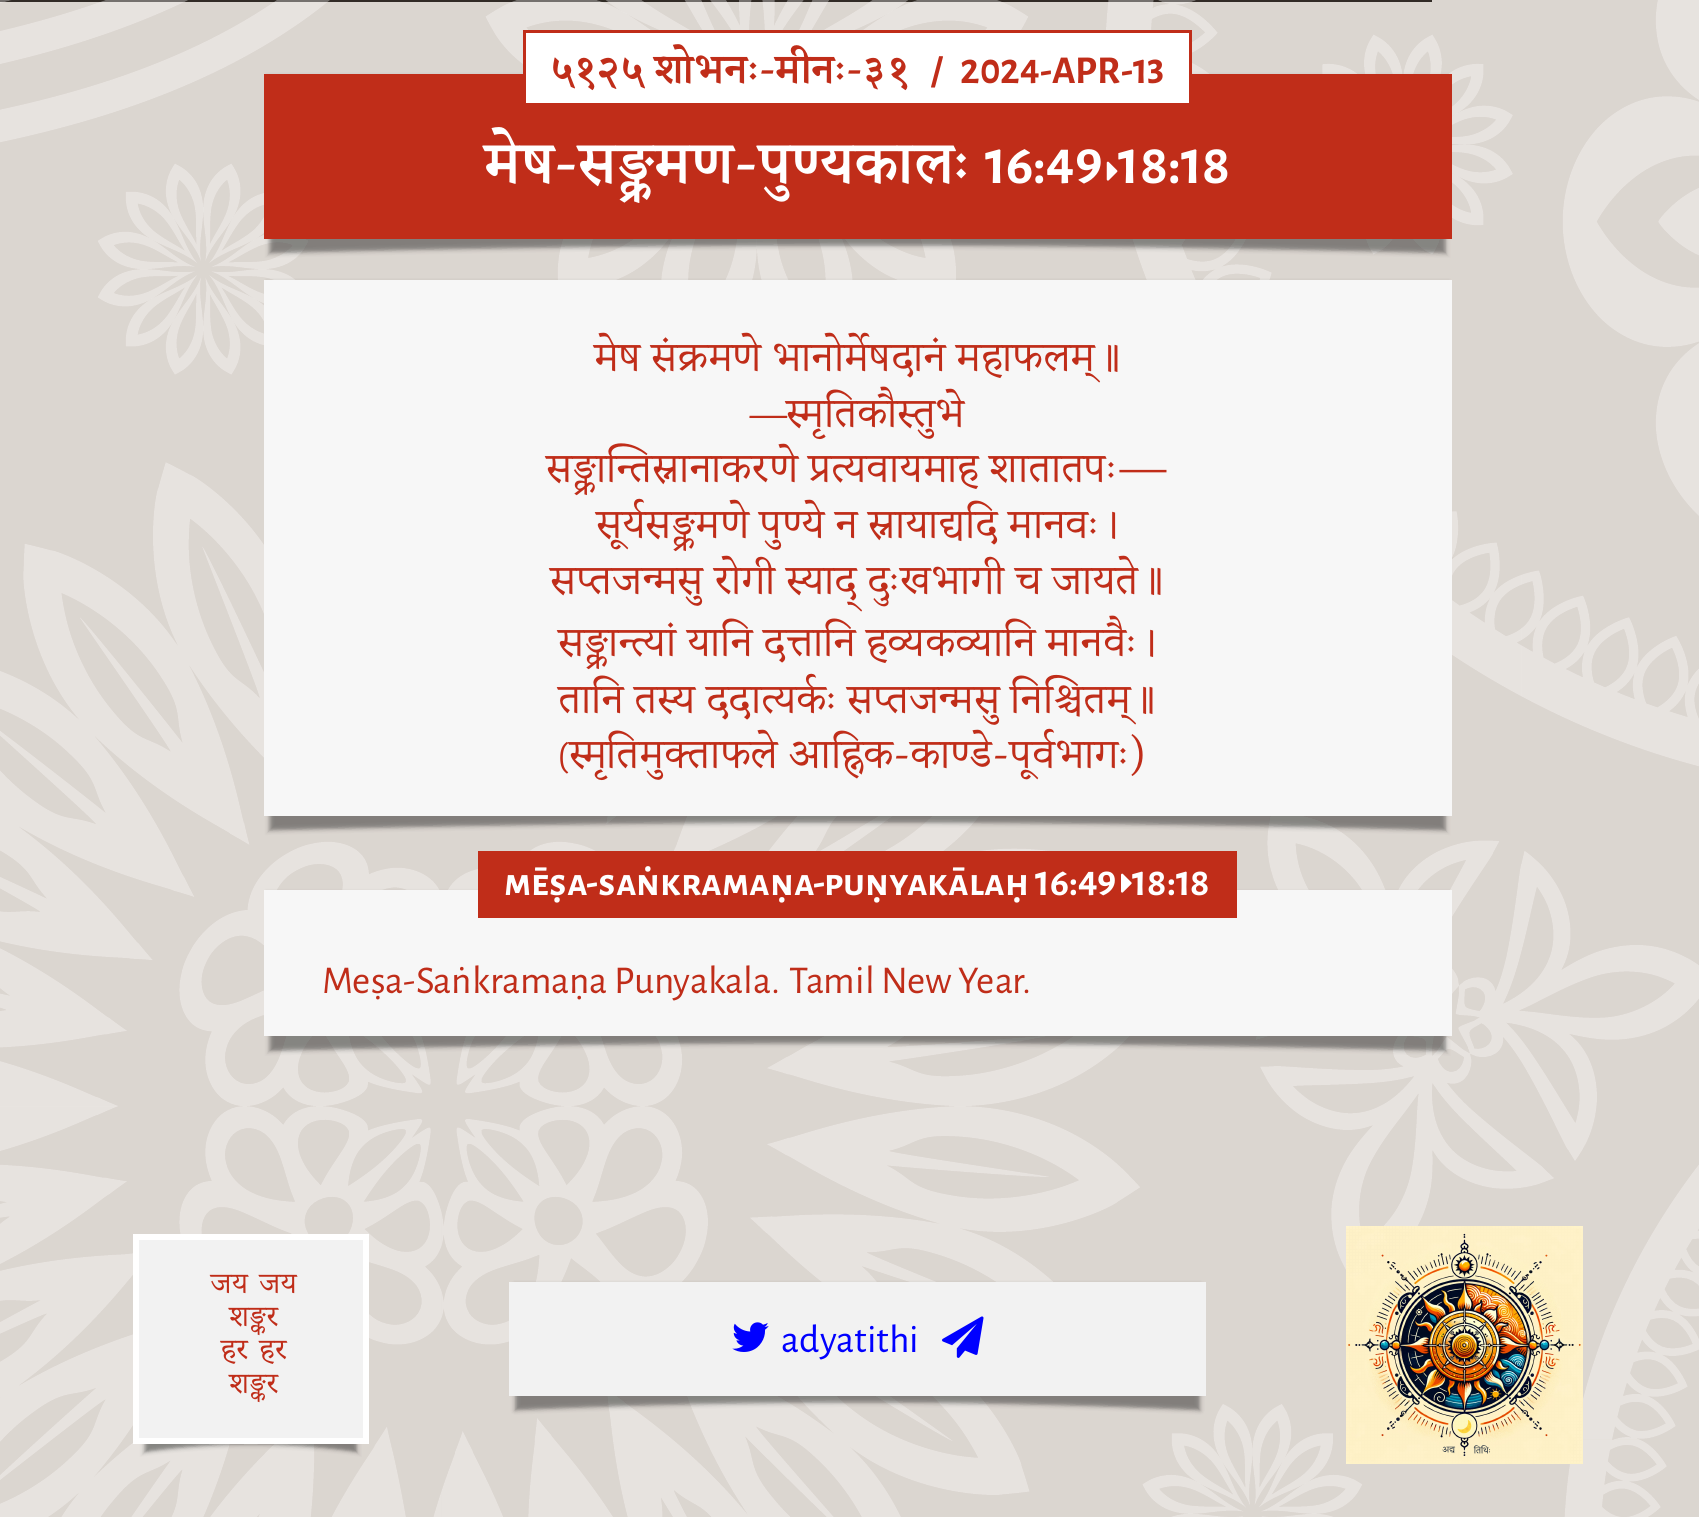 ५१२५ शोभनः-मीनः-३१ / 2024-APR-13
मेष-सङ्क्रमण-पुण्यकालः 16:49▸18:18
मेष संक्रमणे भानोर्मेषदानं महाफलम्॥
—स्मृतिकौस्तुभे
सङ्क्रान्तिस्नानाकरणे प्रत्यवायमाह शातातपः—
सूर्यसङ्क्रमणे पुण्ये न स्नायाद्यदि मानवः।
सप्तजन्मसु रोगी स्याद् दुःखभागी च जायते॥
सङ्क्रान्त्यां यानि दत्तानि हव्यकव्यानि मानवैः।
तानि तस्य ददात्यर्कः सप्तजन्मसु निश्चितम्॥
(स्मृतिमुक्ताफले आह्निक-काण्डे-पूर्वभागः)
MĒṢA-SAṄKRAMAṆA-PUṆYAKĀLAḤ 16:49▸18:18
Meṣa-Saṅkramaṇa Punyakala. Tamil New Year.
जय जय
शङ्कर
हर हर
शङ्कर
adyatithi
अद्य तिथिः